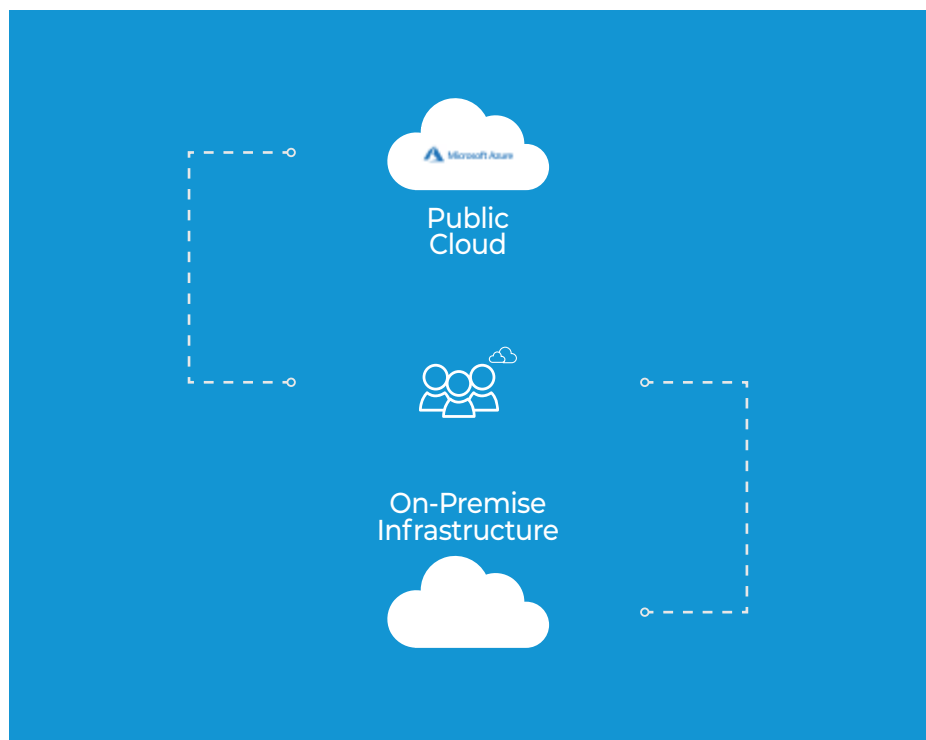 Microsoft Azure
Public
Cloud
On-Premise
Infrastructure